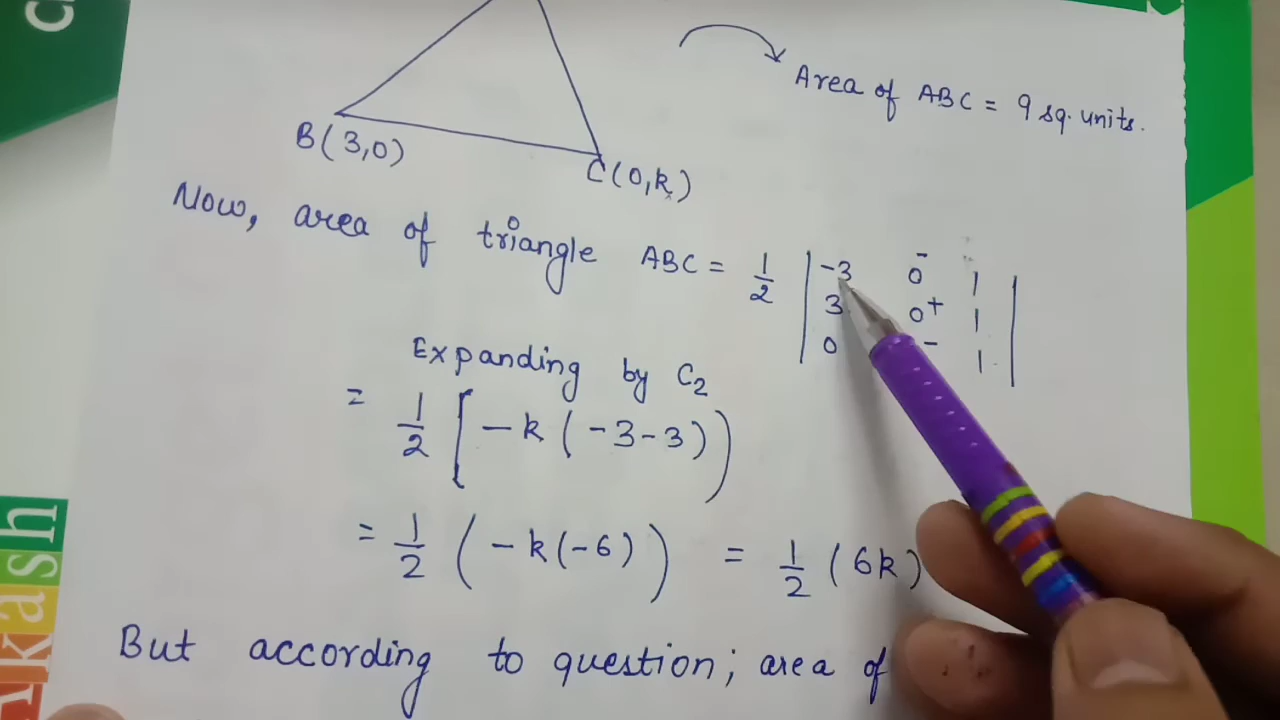 Area of ABC = 9 sq. units.
B(3,0)
C(0,k)
Now, area of triangle ABC = 1/2 | -3 0 1 |
| 3 0 1 |
| 0 1 |
- + -
Expanding by C₂
= 1/2 [ -k ( -3-3) )
= 1/2 ( -k(-6) ) = 1/2 (6k)
But according to question; area of
Akash